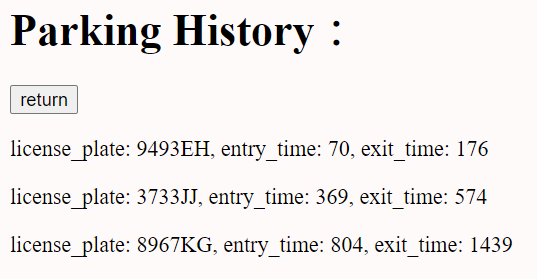 Parking History：
return
license_plate: 9493EH, entry_time: 70, exit_time: 176
license_plate: 3733JJ, entry_time: 369, exit_time: 574
license_plate: 8967KG, entry_time: 804, exit_time: 1439